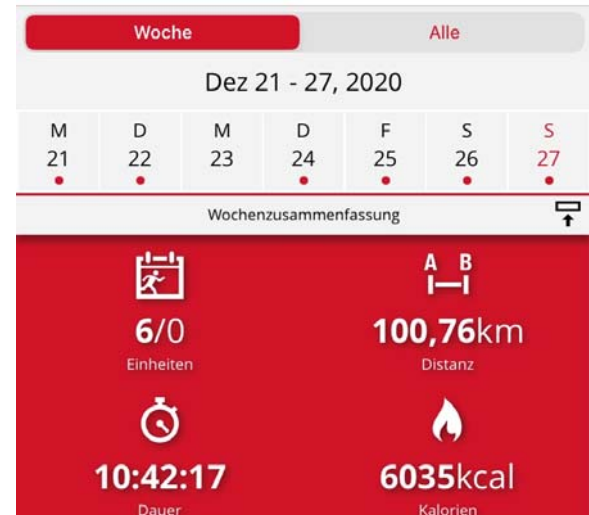 Woche Alle
Dez 21 - 27, 2020
M D M D F S S
21 22 23 24 25 26 27
Wochenzusammenfassung
A B
6/0 100,76km
Einheiten Distanz
10:42:17 6035kcal
Dauer Kalorien